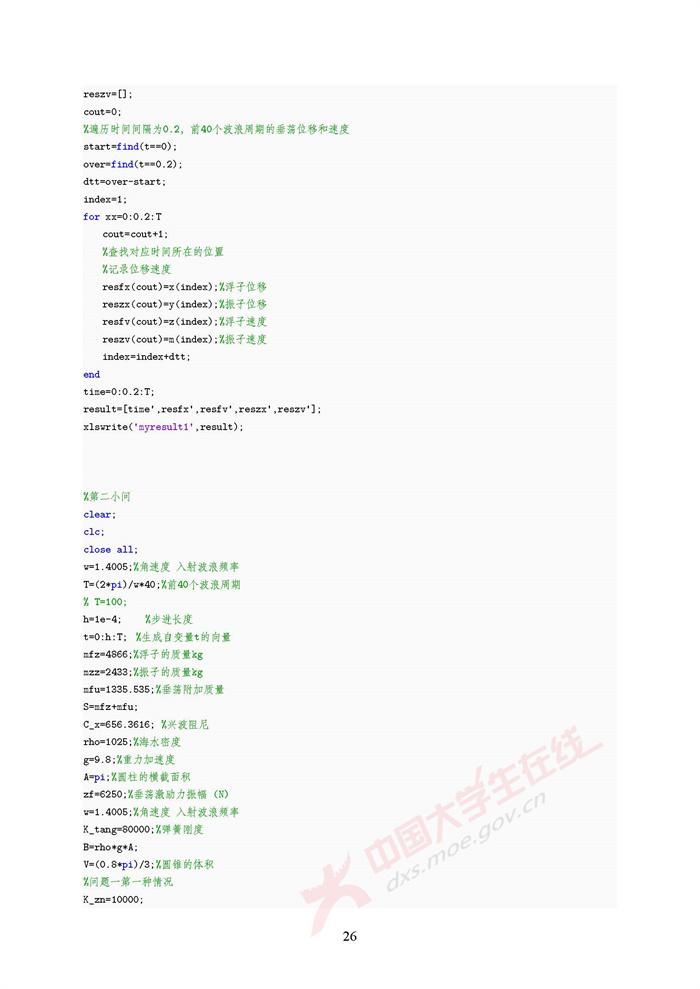 reszv=[];
cout=0;
%遍历时间间隔为0.2，前40个波浪周期的垂荡位移和速度
start=find(t==0);
over=find(t==0.2);
dtt=over-start;
index=1;
for xx=0:0.2:T
cout=cout+1;
%查找对应时间所在的位置
%记录位移速度
resfx(cout)=x(index);%浮子位移
reszx(cout)=y(index);%振子位移
resfv(cout)=z(index);%浮子速度
reszv(cout)=m(index);%振子速度
index=index+dtt;
end
time=0:0.2:T;
result=[time',resfx',resfv',reszx',reszv'];
xlswrite('myresult1',result);
%第二小问
clear;
clc;
close all;
w=1.4005;%角速度 入射波浪频率
T=(2*pi)/w*40;%前40个波浪周期
% T=100;
h=1e-4; %步进长度
t=0:h:T; %生成自变量t的向量
mfz=4866;%浮子的质量kg
mzz=2433;%振子的质量kg
mfu=1335.535;%垂荡附加质量
S=mfz+mfu;
C_x=656.3616; %兴波阻尼
rho=1025;%海水密度
g=9.8;%重力加速度
A=pi;%圆柱的横截面积
zf=6250;%垂荡激励力振幅（N）
w=1.4005;%角速度 入射波浪频率
K_tang=80000;%弹簧刚度
B=rho*g*A;
V=(0.8*pi)/3;%圆锥的体积
%问题一第一种情况
K_zn=10000;
中国大学生在线
dxs.moe.gov.cn
26